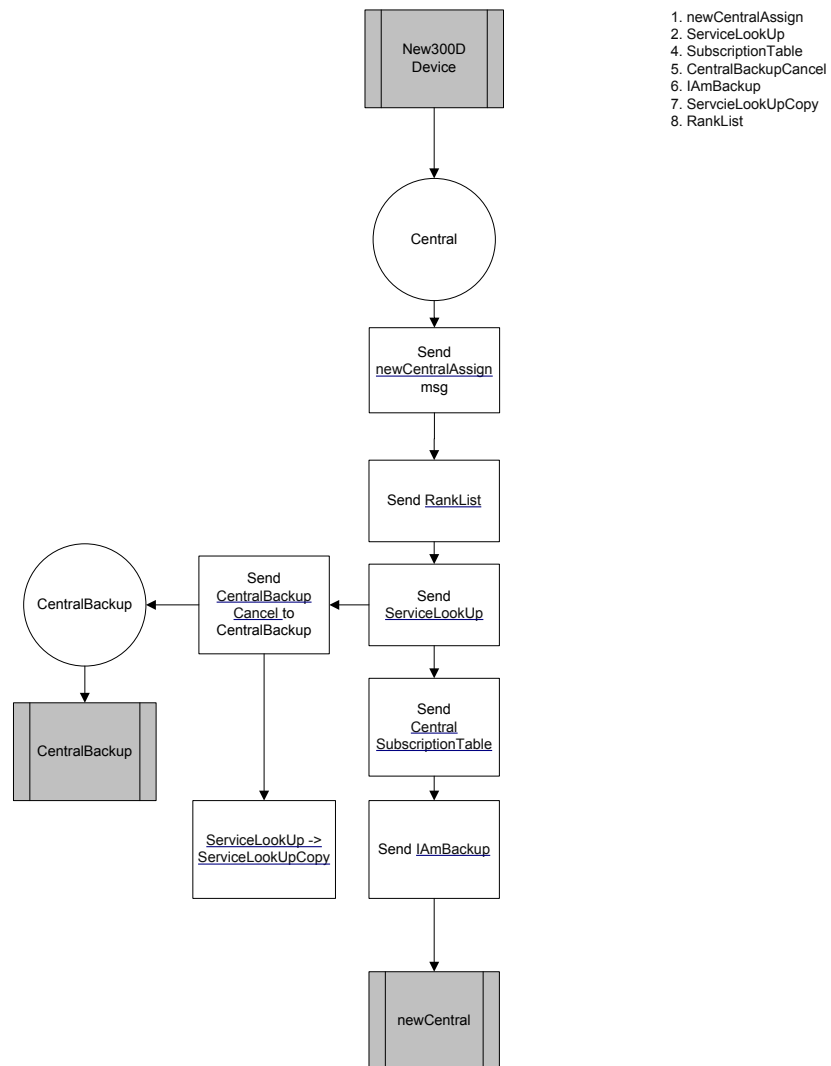 New300D
Device
1. newCentralAssign
2. ServiceLookUp
4. SubscriptionTable
5. CentralBackupCancel
6. IAmBackup
7. ServcieLookUpCopy
8. RankList
Central
Send
newCentralAssign
msg
Send RankList
CentralBackup
Send
CentralBackup
Cancel to
CentralBackup
Send
ServiceLookUp
CentralBackup
Send
Central
SubscriptionTable
ServiceLookUp ->
ServiceLookUpCopy
Send IAmBackup
newCentral